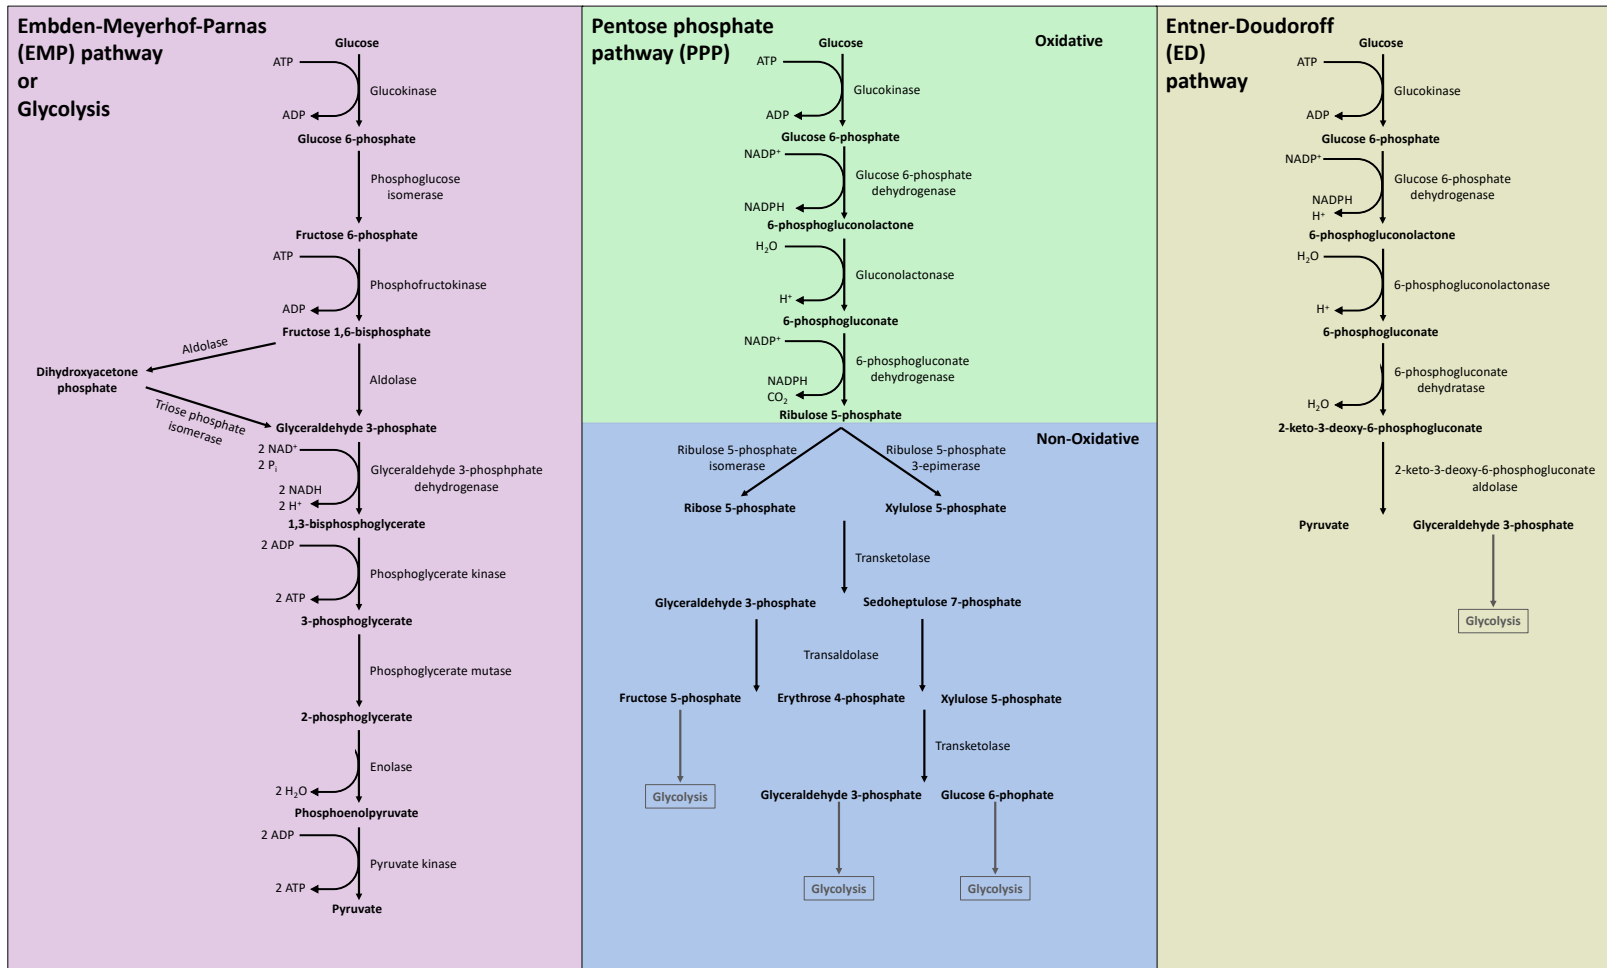 Embden-Meyerhof-Parnas
(EMP) pathway
or
Glycolysis
Glucose
ATP
Glucokinase
ADP
Glucose 6-phosphate
Phosphoglucose
isomerase
Fructose 6-phosphate
ATP
Phosphofructokinase
ADP
Fructose 1,6-bisphosphate
Aldolase
Dihydroxyacetone
phosphate
Aldolase
Triose phosphate
isomerase
Glyceraldehyde 3-phosphate
2 NAD⁺
2 Pᵢ
Glyceraldehyde 3-phosphphate
dehydrogenase
2 NADH
2 H⁺
1,3-bisphosphoglycerate
2 ADP
Phosphoglycerate kinase
2 ATP
3-phosphoglycerate
Phosphoglycerate mutase
2-phosphoglycerate
Enolase
2 H₂O
Phosphoenolpyruvate
2 ADP
Pyruvate kinase
2 ATP
Pyruvate
Pentose phosphate
pathway (PPP)
Oxidative
Glucose
ATP
Glucokinase
ADP
Glucose 6-phosphate
NADP⁺
Glucose 6-phosphate
dehydrogenase
NADPH
6-phosphogluconolactone
H₂O
Gluconolactonase
H⁺
6-phosphogluconate
NADP⁺
6-phosphogluconate
dehydrogenase
NADPH
CO₂
Ribulose 5-phosphate
Non-Oxidative
Ribulose 5-phosphate
isomerase
Ribulose 5-phosphate
3-epimerase
Ribose 5-phosphate
Xylulose 5-phosphate
Transketolase
Glyceraldehyde 3-phosphate
Sedoheptulose 7-phosphate
Transaldolase
Fructose 5-phosphate
Erythrose 4-phosphate
Xylulose 5-phosphate
Transketolase
Glycolysis
Glyceraldehyde 3-phosphate
Glucose 6-phophate
Glycolysis
Glycolysis
Entner-Doudoroff
(ED)
pathway
Glucose
ATP
Glucokinase
ADP
Glucose 6-phosphate
NADP⁺
Glucose 6-phosphate
dehydrogenase
NADPH
H⁺
6-phosphogluconolactone
H₂O
6-phosphogluconolactonase
H⁺
6-phosphogluconate
6-phosphogluconate
dehydratase
H₂O
2-keto-3-deoxy-6-phosphogluconate
2-keto-3-deoxy-6-phosphogluconate
aldolase
Pyruvate
Glyceraldehyde 3-phosphate
Glycolysis